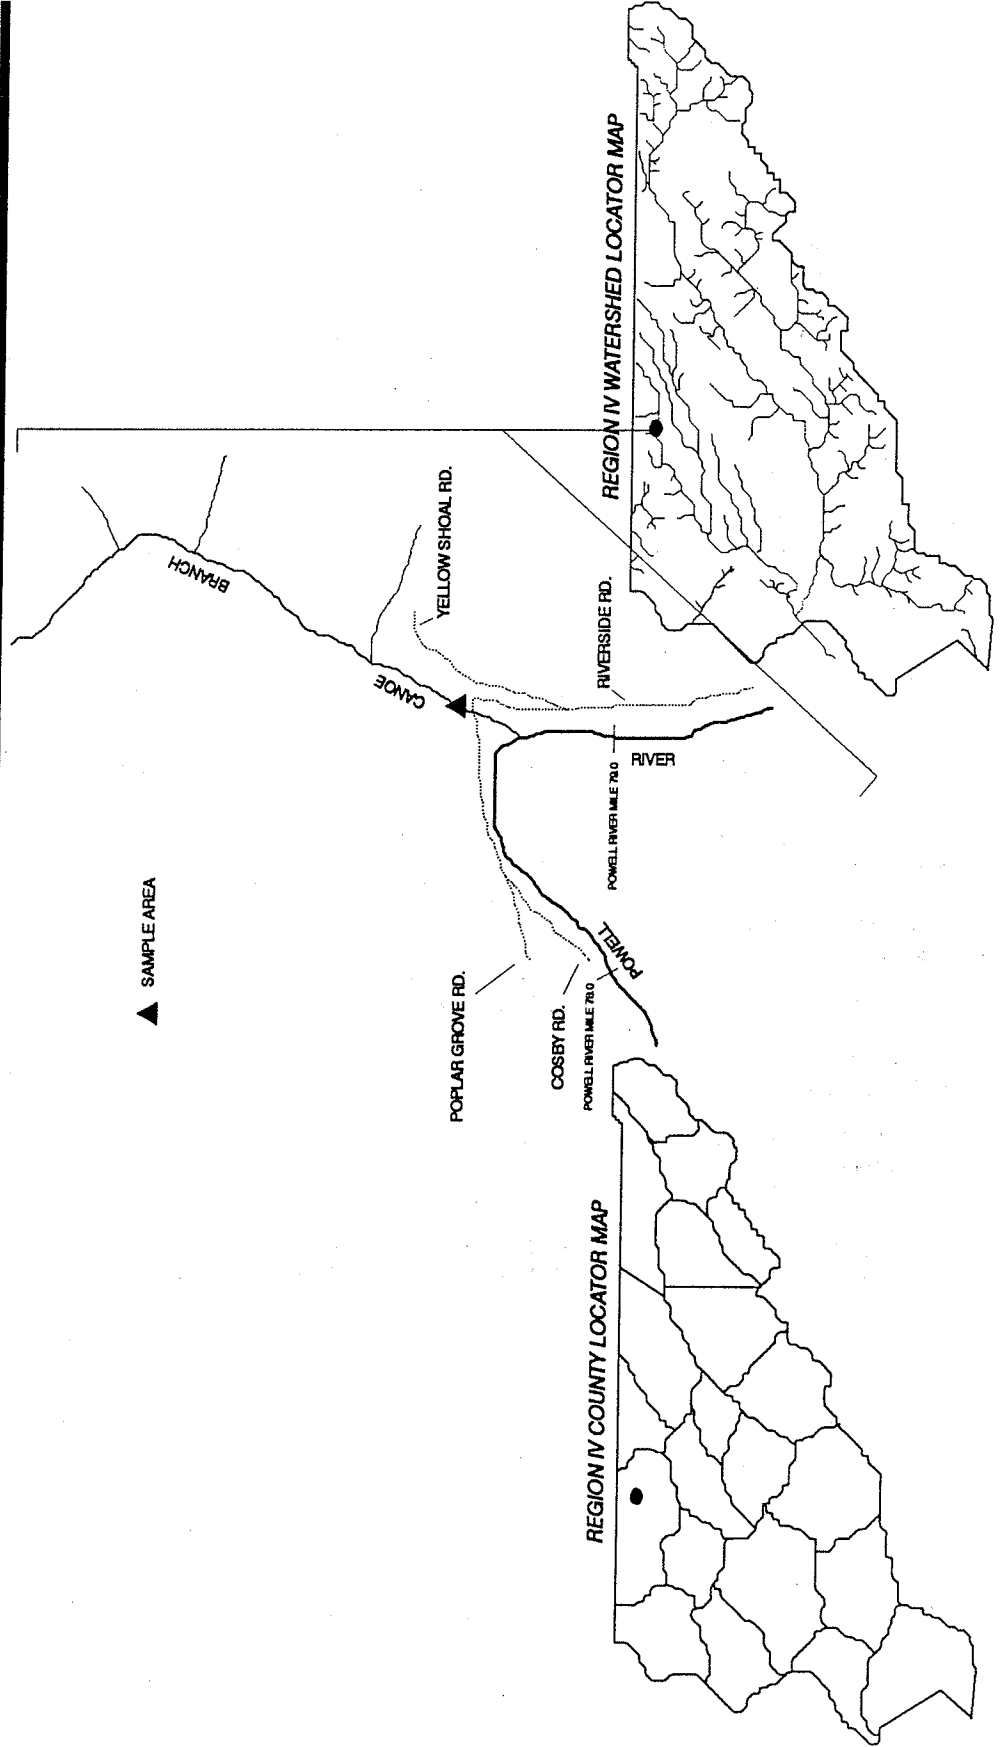 BRANCH
CANOE
YELLOW SHOAL RD.
RIVERSIDE RD.
SAMPLE AREA
POPLAR GROVE RD.
COSBY RD.
POWELL RIVER MILE 78.0
POWELL
POWELL RIVER MILE 79.0
RIVER
REGION IV COUNTY LOCATOR MAP
REGION IV WATERSHED LOCATOR MAP